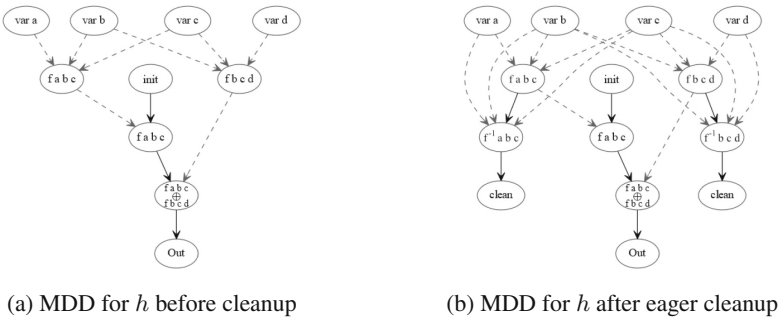 var a var b var c var d
f a b c init f b c d
f a b c
f a b c
⊕
f b c d
Out
(a) MDD for h before cleanup
var a var b var c var d
f a b c init f b c d
f⁻¹ a b c f a b c f⁻¹ b c d
clean f a b c clean
⊕
f b c d
Out
(b) MDD for h after eager cleanup